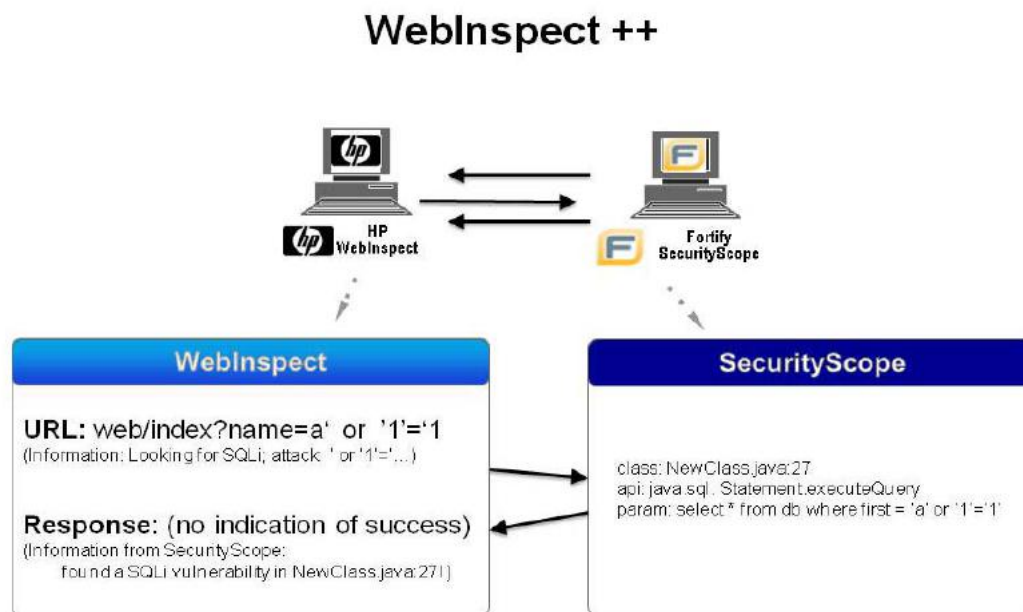 WebInspect ++
hp
F
hp
HP
WebInspect
F
Fortify
SecurityScope
WebInspect
URL: web/index?name=a‘ or ’1’=‘1
(Information: Looking for SQLi; attack ' or '1'='...)
Response: (no indication of success)
(Information from SecurityScope:
found a SQLi vulnerability in NewClass.java:27!)
SecurityScope
class: NewClass.java:27
api: java.sql. Statement.executeQuery
param: select * from db where first = 'a' or '1'='1'